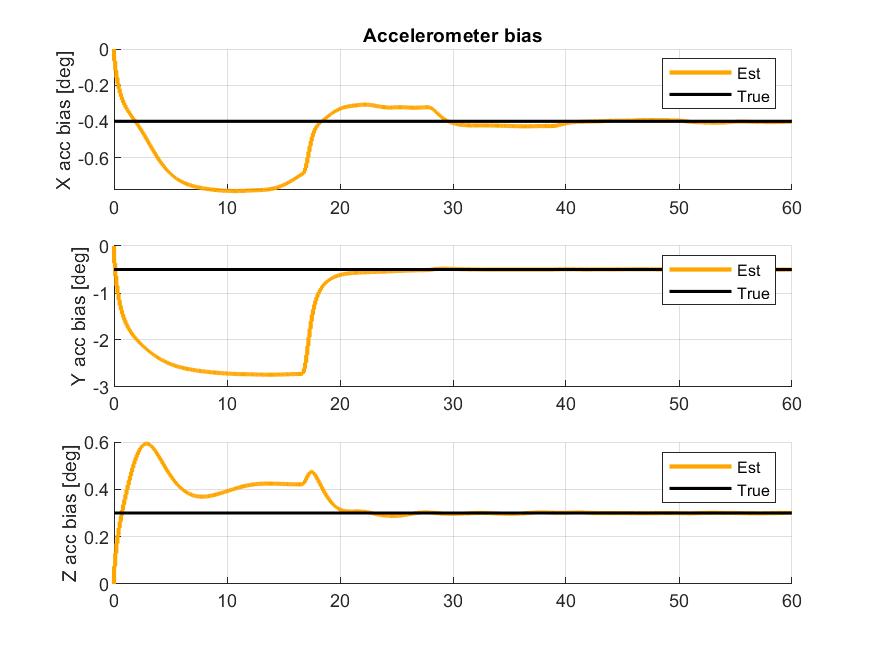 Accelerometer bias
X acc bias [deg]
0
-0.2
-0.4
-0.6
Est
True
0 10 20 30 40 50 60
Y acc bias [deg]
0
-1
-2
-3
Est
True
0 10 20 30 40 50 60
Z acc bias [deg]
0.6
0.4
0.2
0
Est
True
0 10 20 30 40 50 60